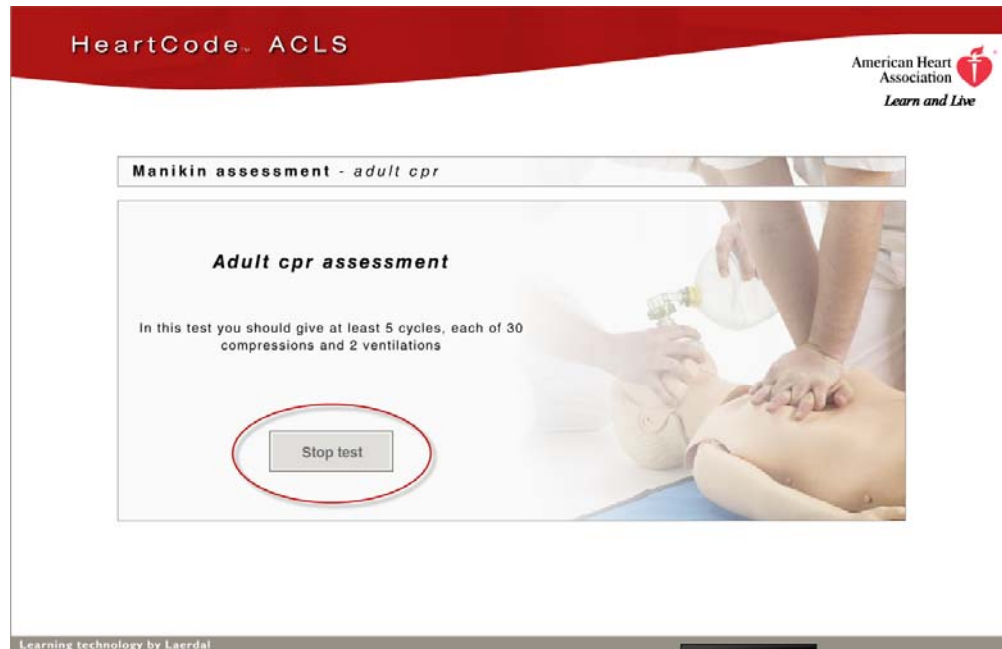 HeartCode™ ACLS
American Heart
Association
Learn and Live
Manikin assessment - adult cpr
Adult cpr assessment
In this test you should give at least 5 cycles, each of 30
compressions and 2 ventilations
Stop test
Learning technology by Laerdal